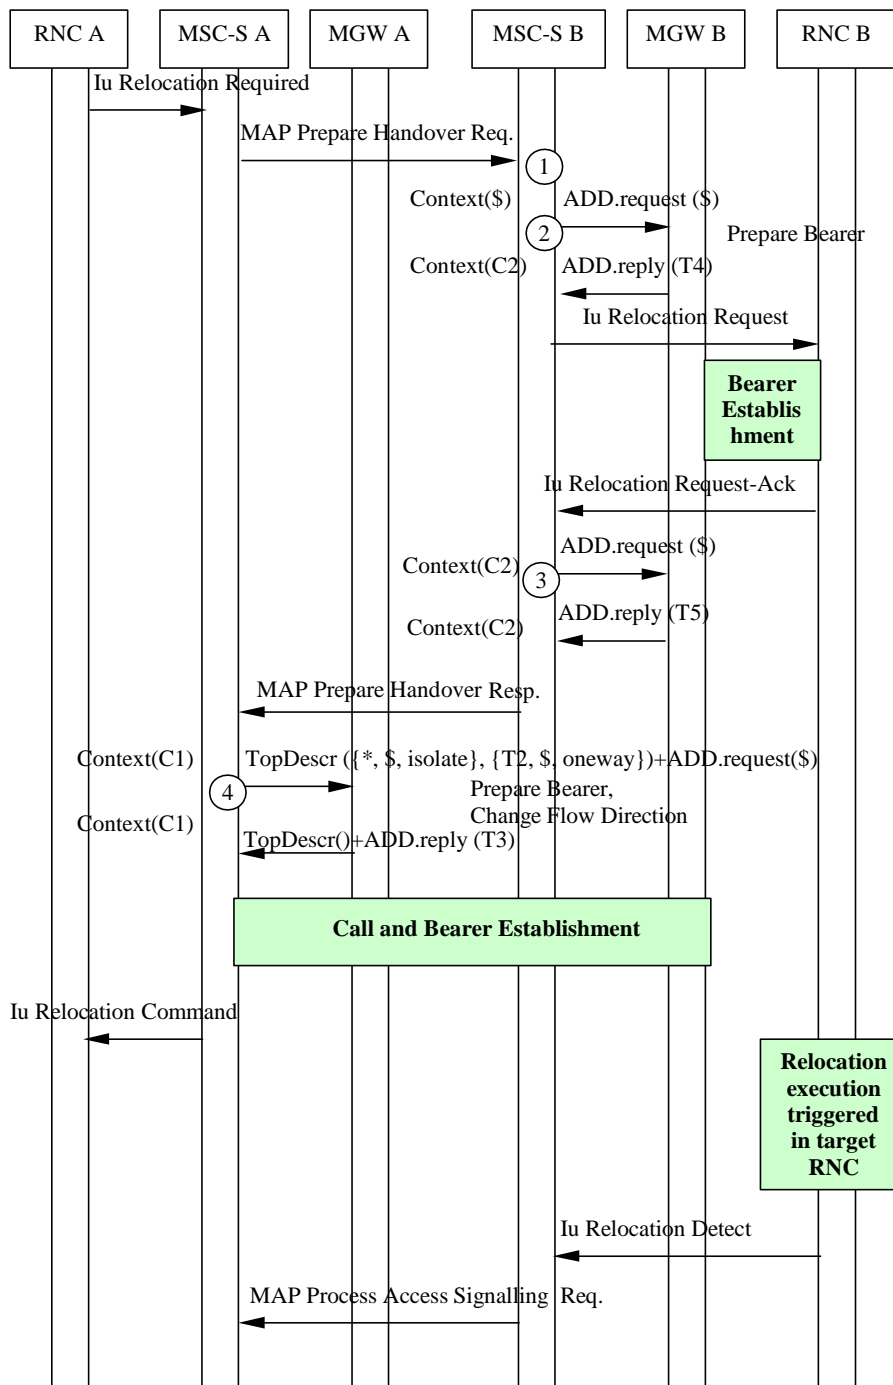 RNC A
MSC-S A
MGW A
MSC-S B
MGW B
RNC B
Iu Relocation Required
MAP Prepare Handover Req.
1
Context($)
ADD.request ($)
2
Prepare Bearer
Context(C2)
ADD.reply (T4)
Iu Relocation Request
Bearer
Establis
hment
Iu Relocation Request-Ack
ADD.request ($)
Context(C2)
3
ADD.reply (T5)
Context(C2)
MAP Prepare Handover Resp.
Context(C1)
TopDescr ({*, $, isolate}, {T2, $, oneway})+ADD.request($)
4
Prepare Bearer,
Change Flow Direction
Context(C1)
TopDescr()+ADD.reply (T3)
Call and Bearer Establishment
Iu Relocation Command
Relocation
execution
triggered
in target
RNC
Iu Relocation Detect
MAP Process Access Signalling Req.